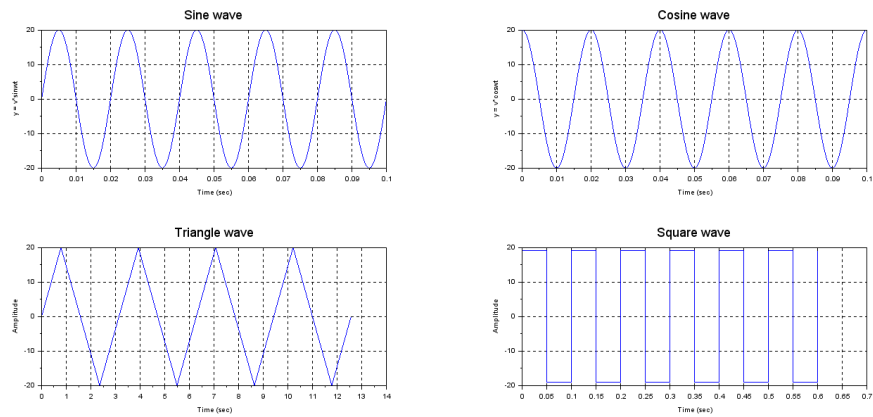 Sine wave
20
10
0
-10
-20
y = v*sinwt
0 0.01 0.02 0.03 0.04 0.05 0.06 0.07 0.08 0.09 0.1
Time (sec)
Cosine wave
20
10
0
-10
-20
y = v*coswt
0 0.01 0.02 0.03 0.04 0.05 0.06 0.07 0.08 0.09 0.1
Time (sec)
Triangle wave
20
10
0
-10
-20
Amplitude
0 1 2 3 4 5 6 7 8 9 10 11 12 13 14
Time (sec)
Square wave
20
10
0
-10
-20
Amplitude
0 0.05 0.1 0.15 0.2 0.25 0.3 0.35 0.4 0.45 0.5 0.55 0.6 0.65 0.7
Time (sec)